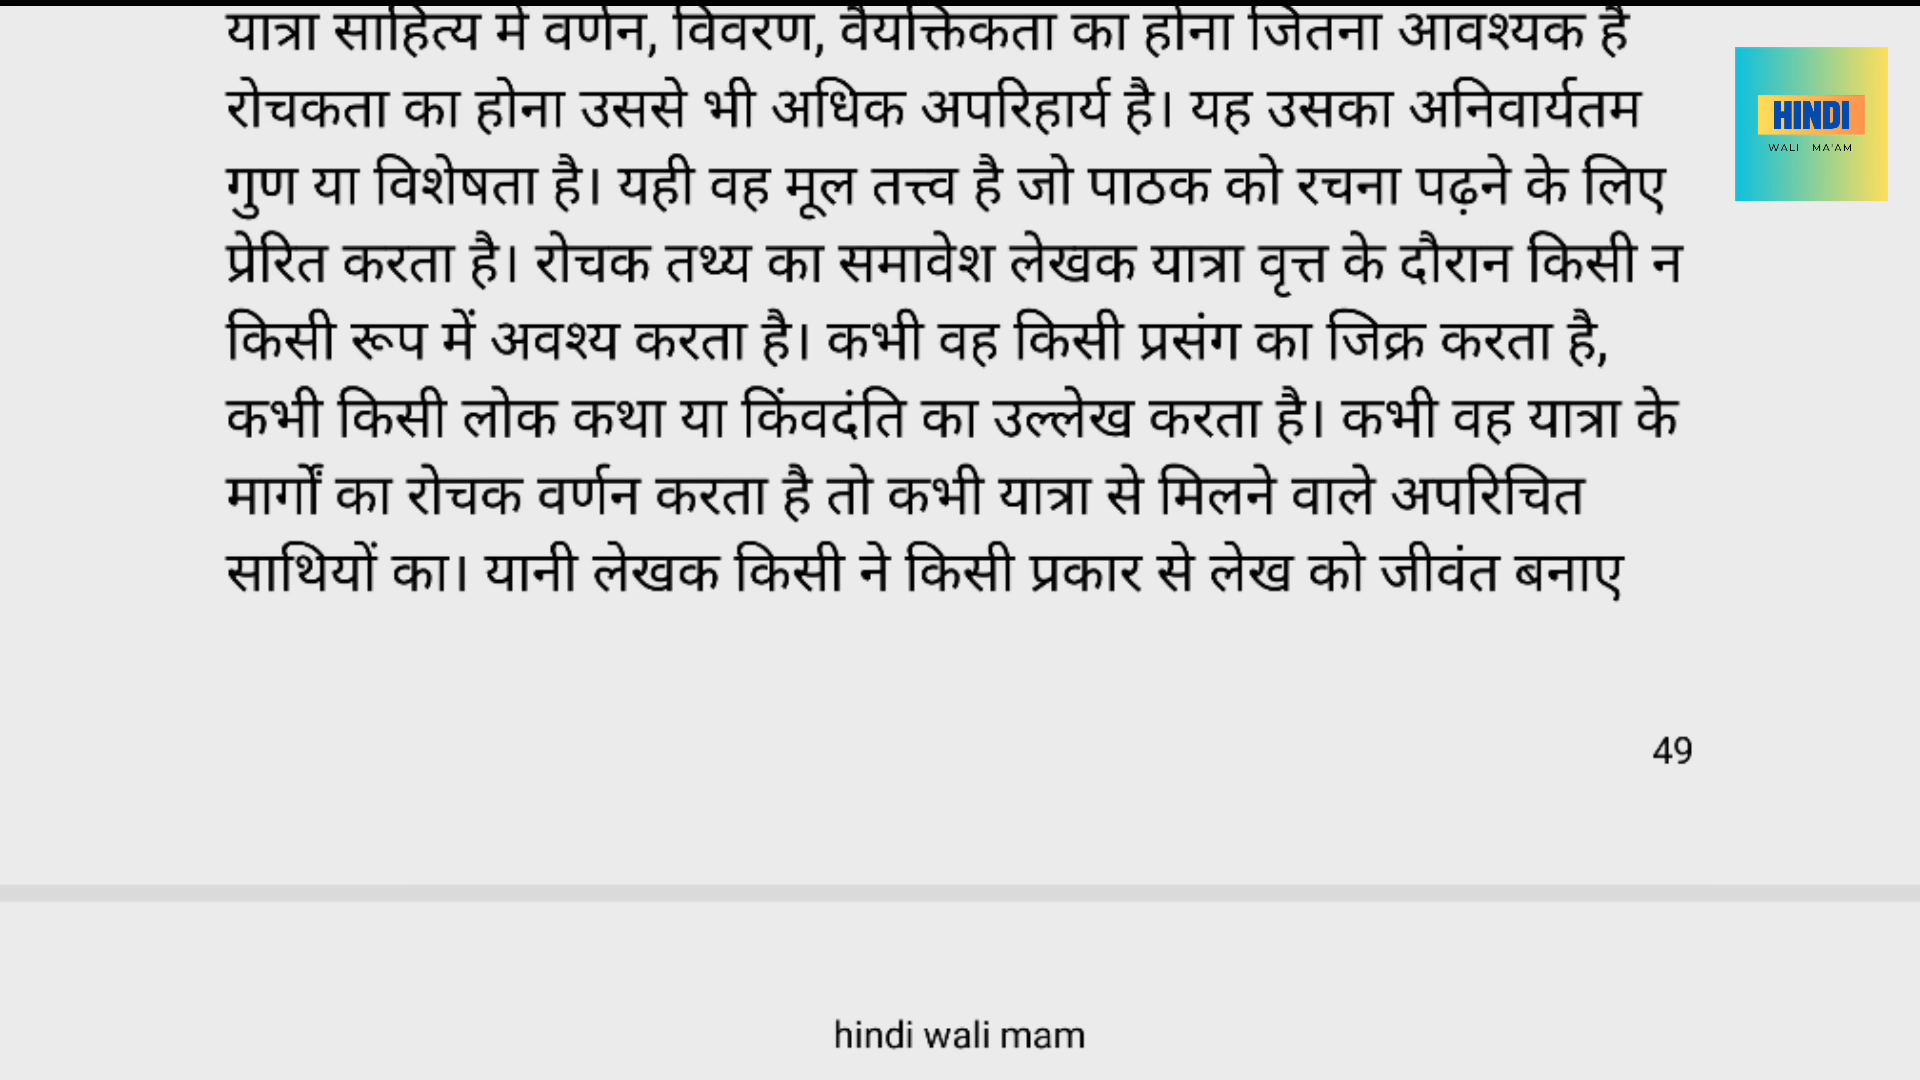 यात्रा साहित्य में वर्णन, विवरण, वैयक्तिकता का होना जितना आवश्यक है
रोचकता का होना उससे भी अधिक अपरिहार्य है। यह उसका अनिवार्यतम
गुण या विशेषता है। यही वह मूल तत्त्व है जो पाठक को रचना पढ़ने के लिए
प्रेरित करता है। रोचक तथ्य का समावेश लेखक यात्रा वृत्त के दौरान किसी न
किसी रूप में अवश्य करता है। कभी वह किसी प्रसंग का जिक्र करता है,
कभी किसी लोक कथा या किंवदंति का उल्लेख करता है। कभी वह यात्रा के
मार्गों का रोचक वर्णन करता है तो कभी यात्रा से मिलने वाले अपरिचित
साथियों का। यानी लेखक किसी ने किसी प्रकार से लेख को जीवंत बनाए
HINDI
WALI MA'AM
49
hindi wali mam